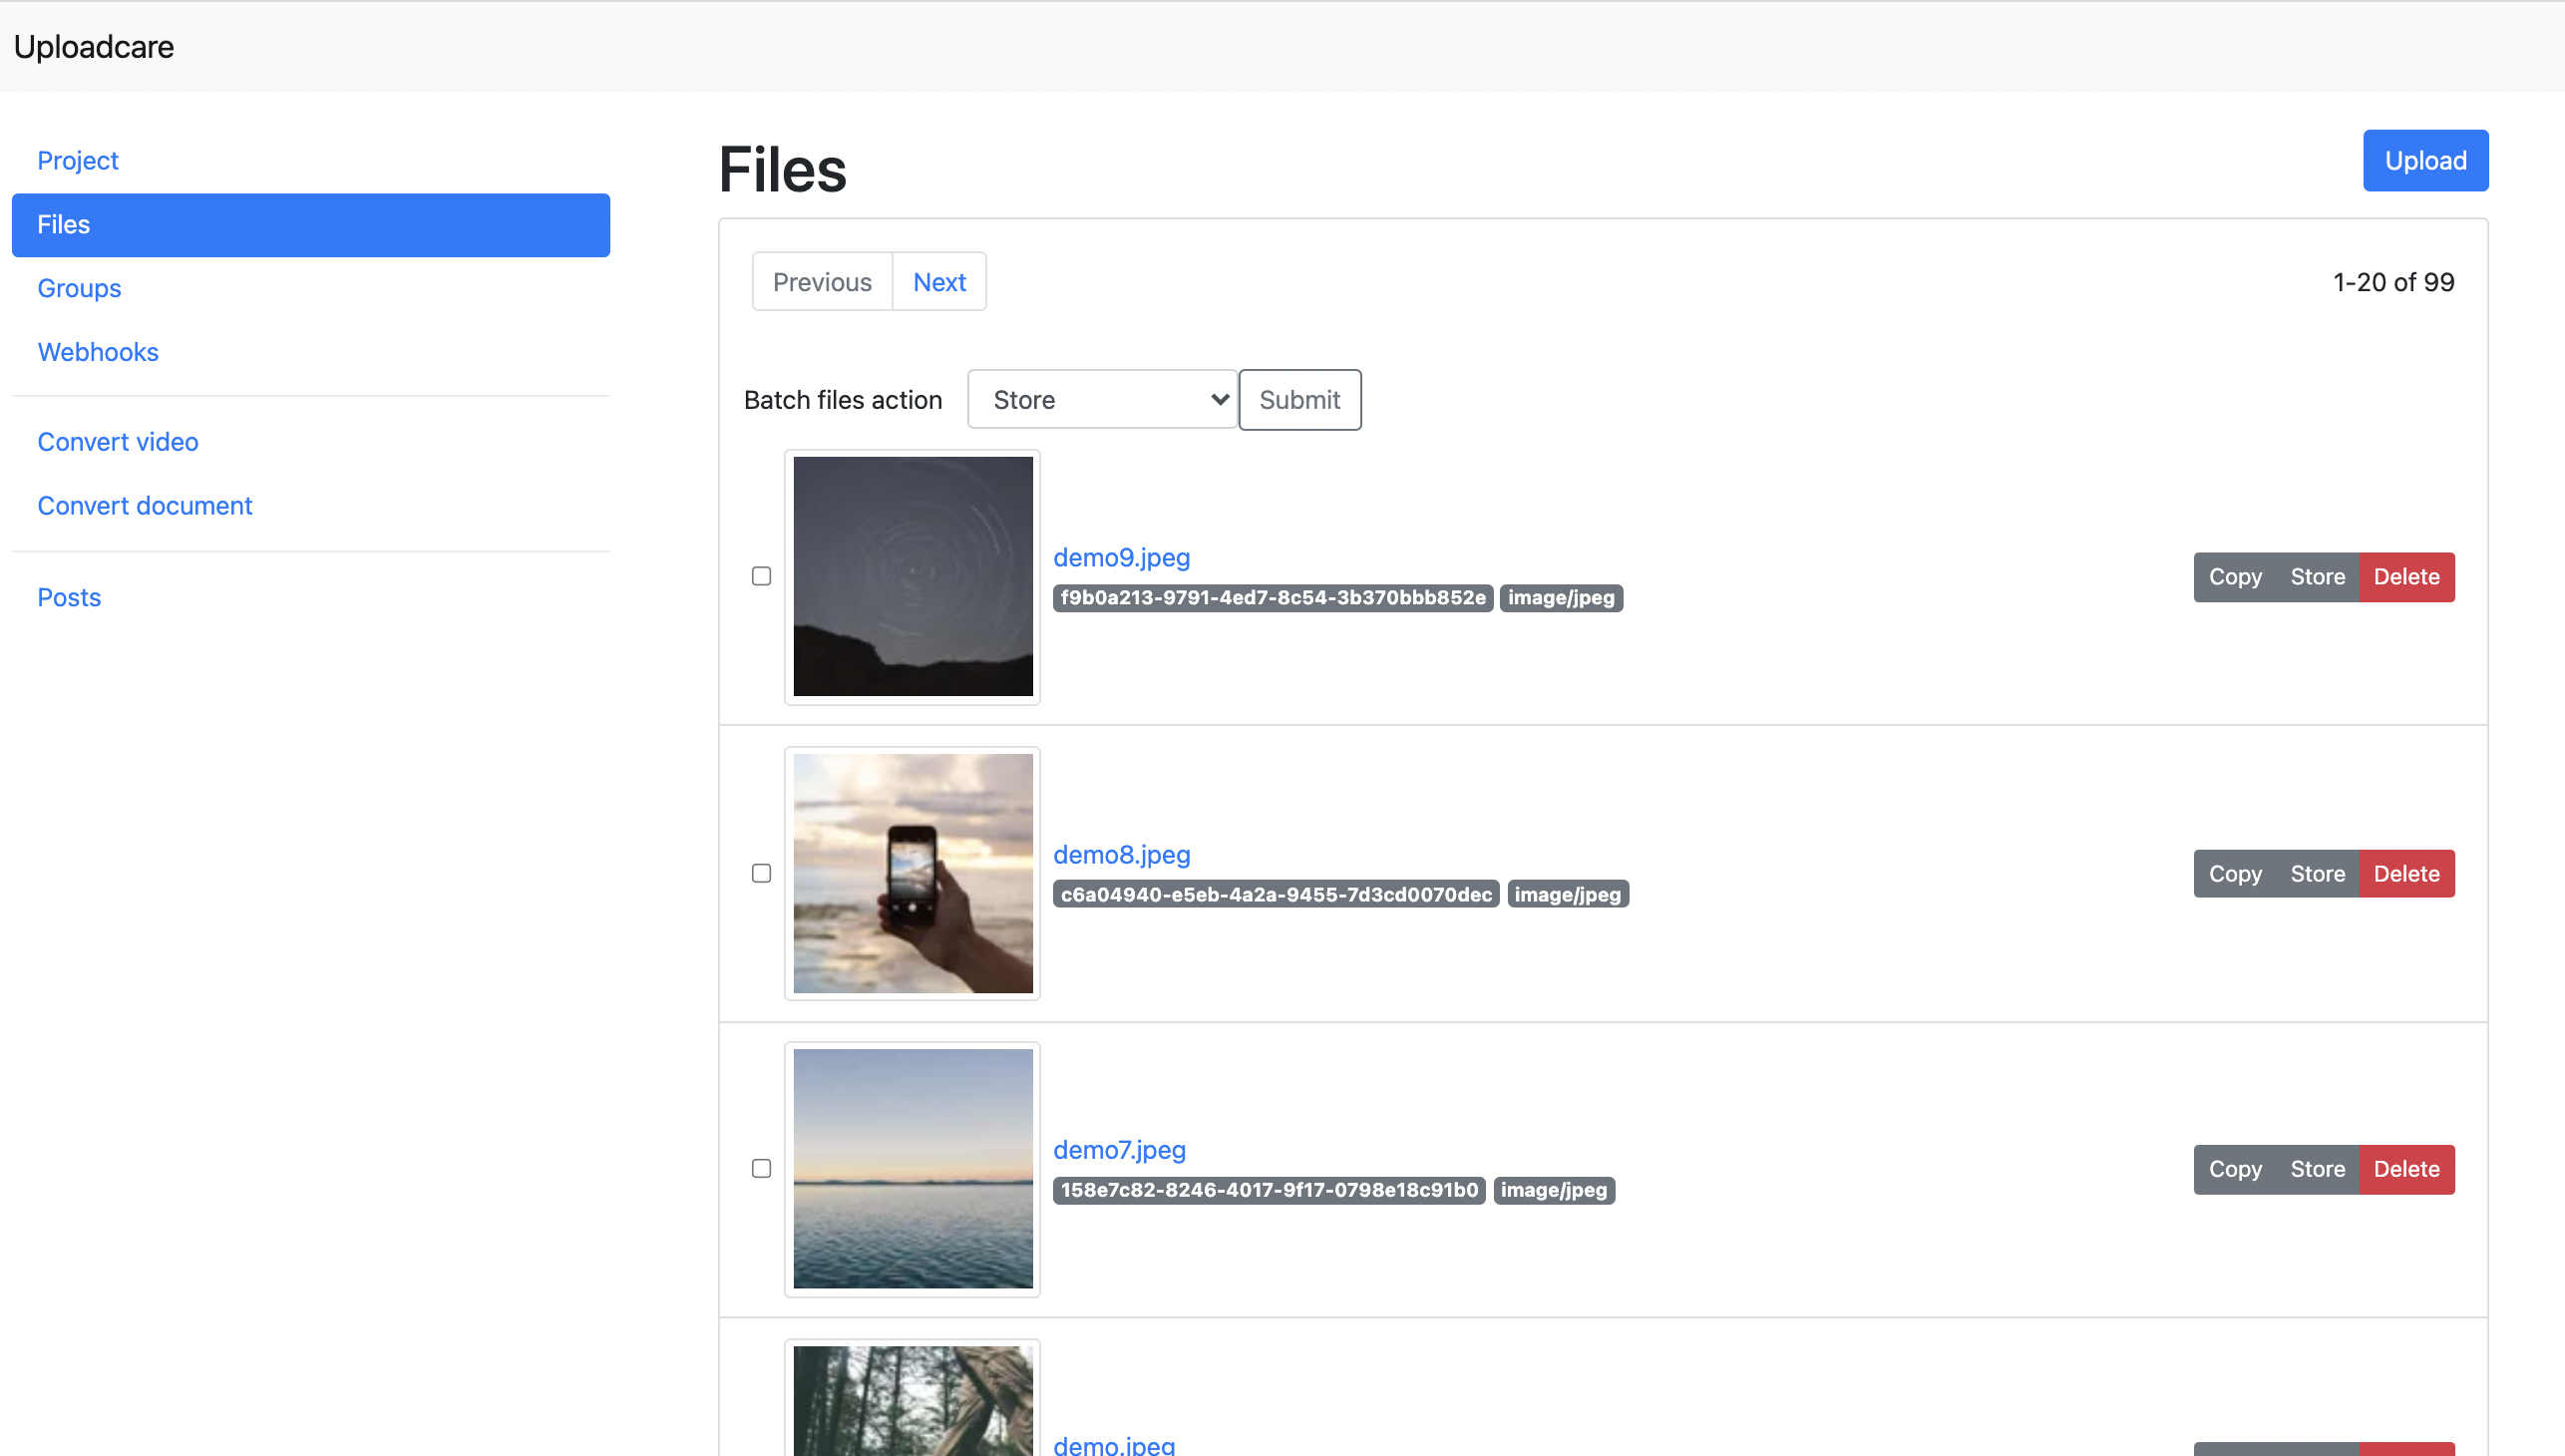 Uploadcare
Project
Files
Groups
Webhooks
Convert video
Convert document
Posts
Files
Upload
Previous Next
1-20 of 99
Batch files action Store Submit
demo9.jpeg
f9b0a213-9791-4ed7-8c54-3b370bbb852e image/jpeg
Copy Store Delete
demo8.jpeg
c6a04940-e5eb-4a2a-9455-7d3cd0070dec image/jpeg
Copy Store Delete
demo7.jpeg
158e7c82-8246-4017-9f17-0798e18c91b0 image/jpeg
Copy Store Delete
demo.jpeg